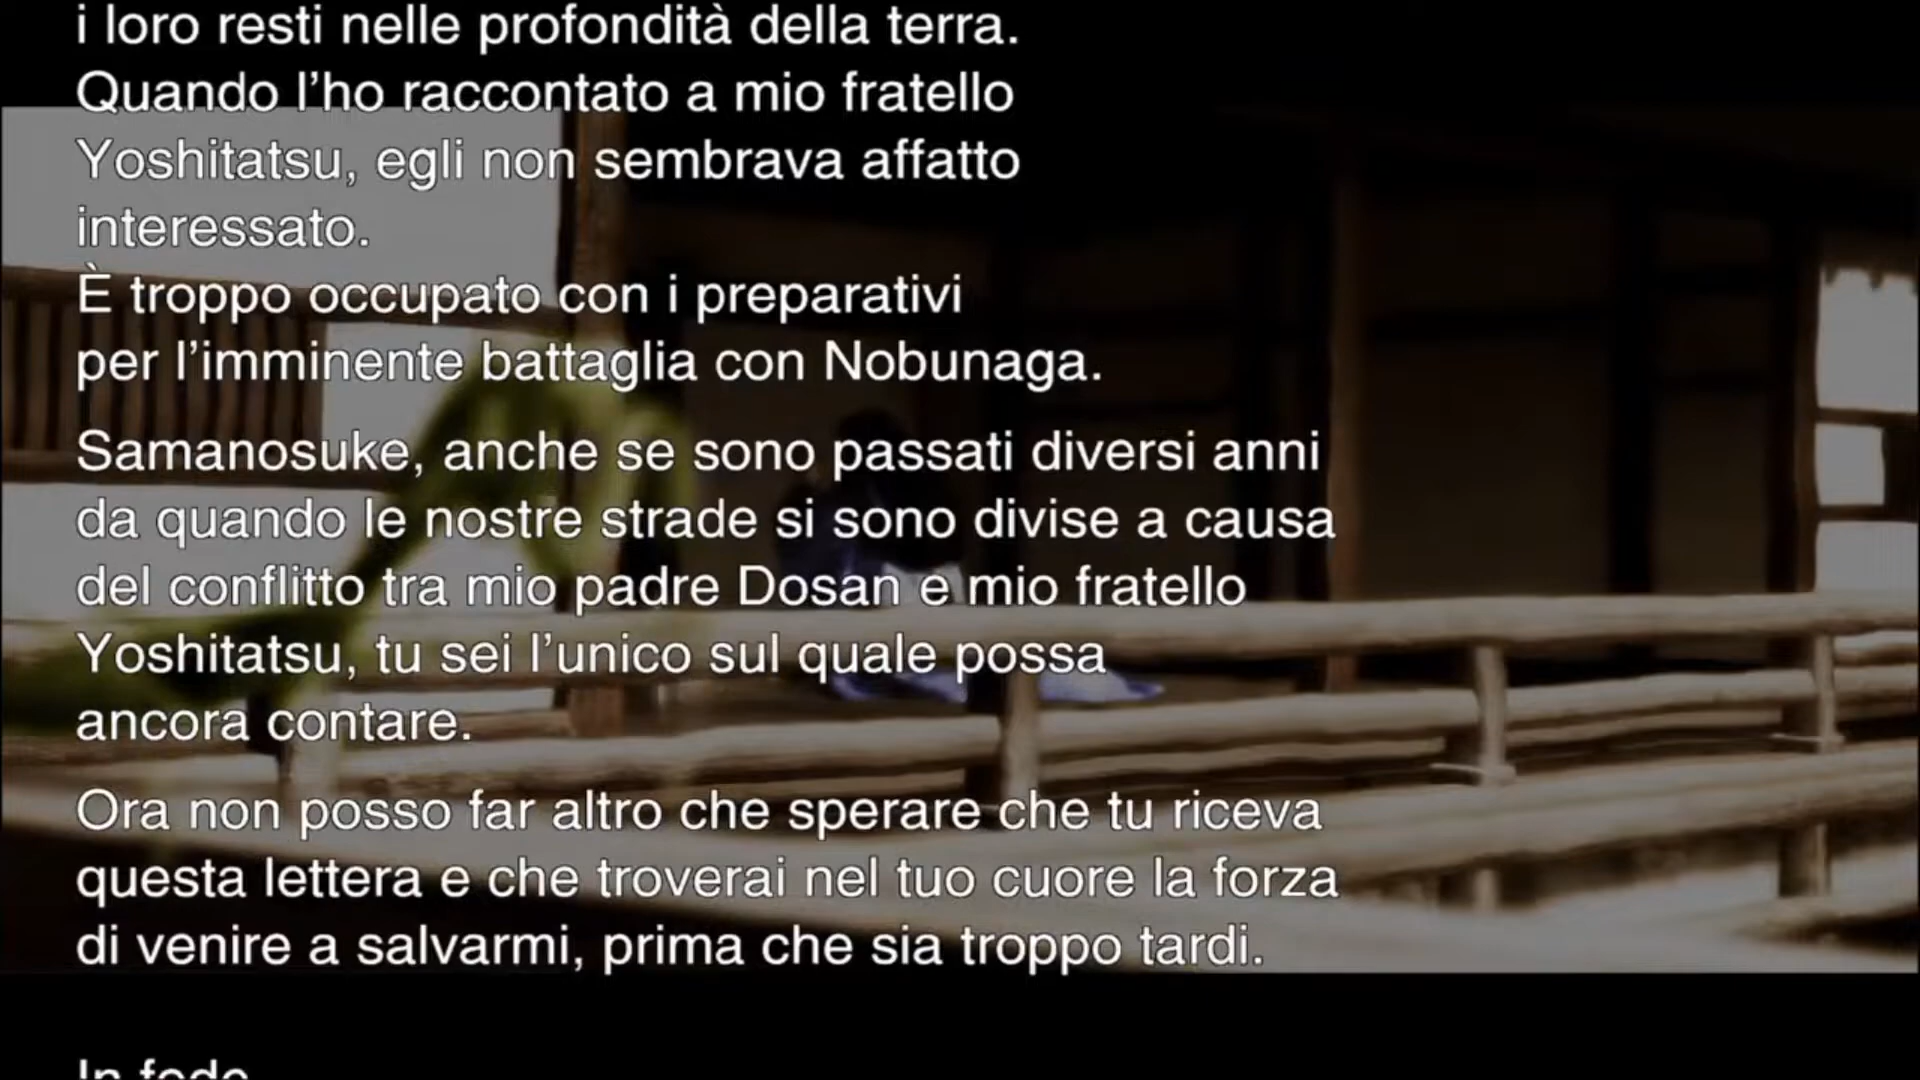 i loro resti nelle profondità della terra.
Quando l’ho raccontato a mio fratello
Yoshitatsu, egli non sembrava affatto
interessato.
È troppo occupato con i preparativi
per l’imminente battaglia con Nobunaga.
Samanosuke, anche se sono passati diversi anni
da quando le nostre strade si sono divise a causa
del conflitto tra mio padre Dosan e mio fratello
Yoshitatsu, tu sei l’unico sul quale possa
ancora contare.
Ora non posso far altro che sperare che tu riceva
questa lettera e che troverai nel tuo cuore la forza
di venire a salvarmi, prima che sia troppo tardi.
In fede